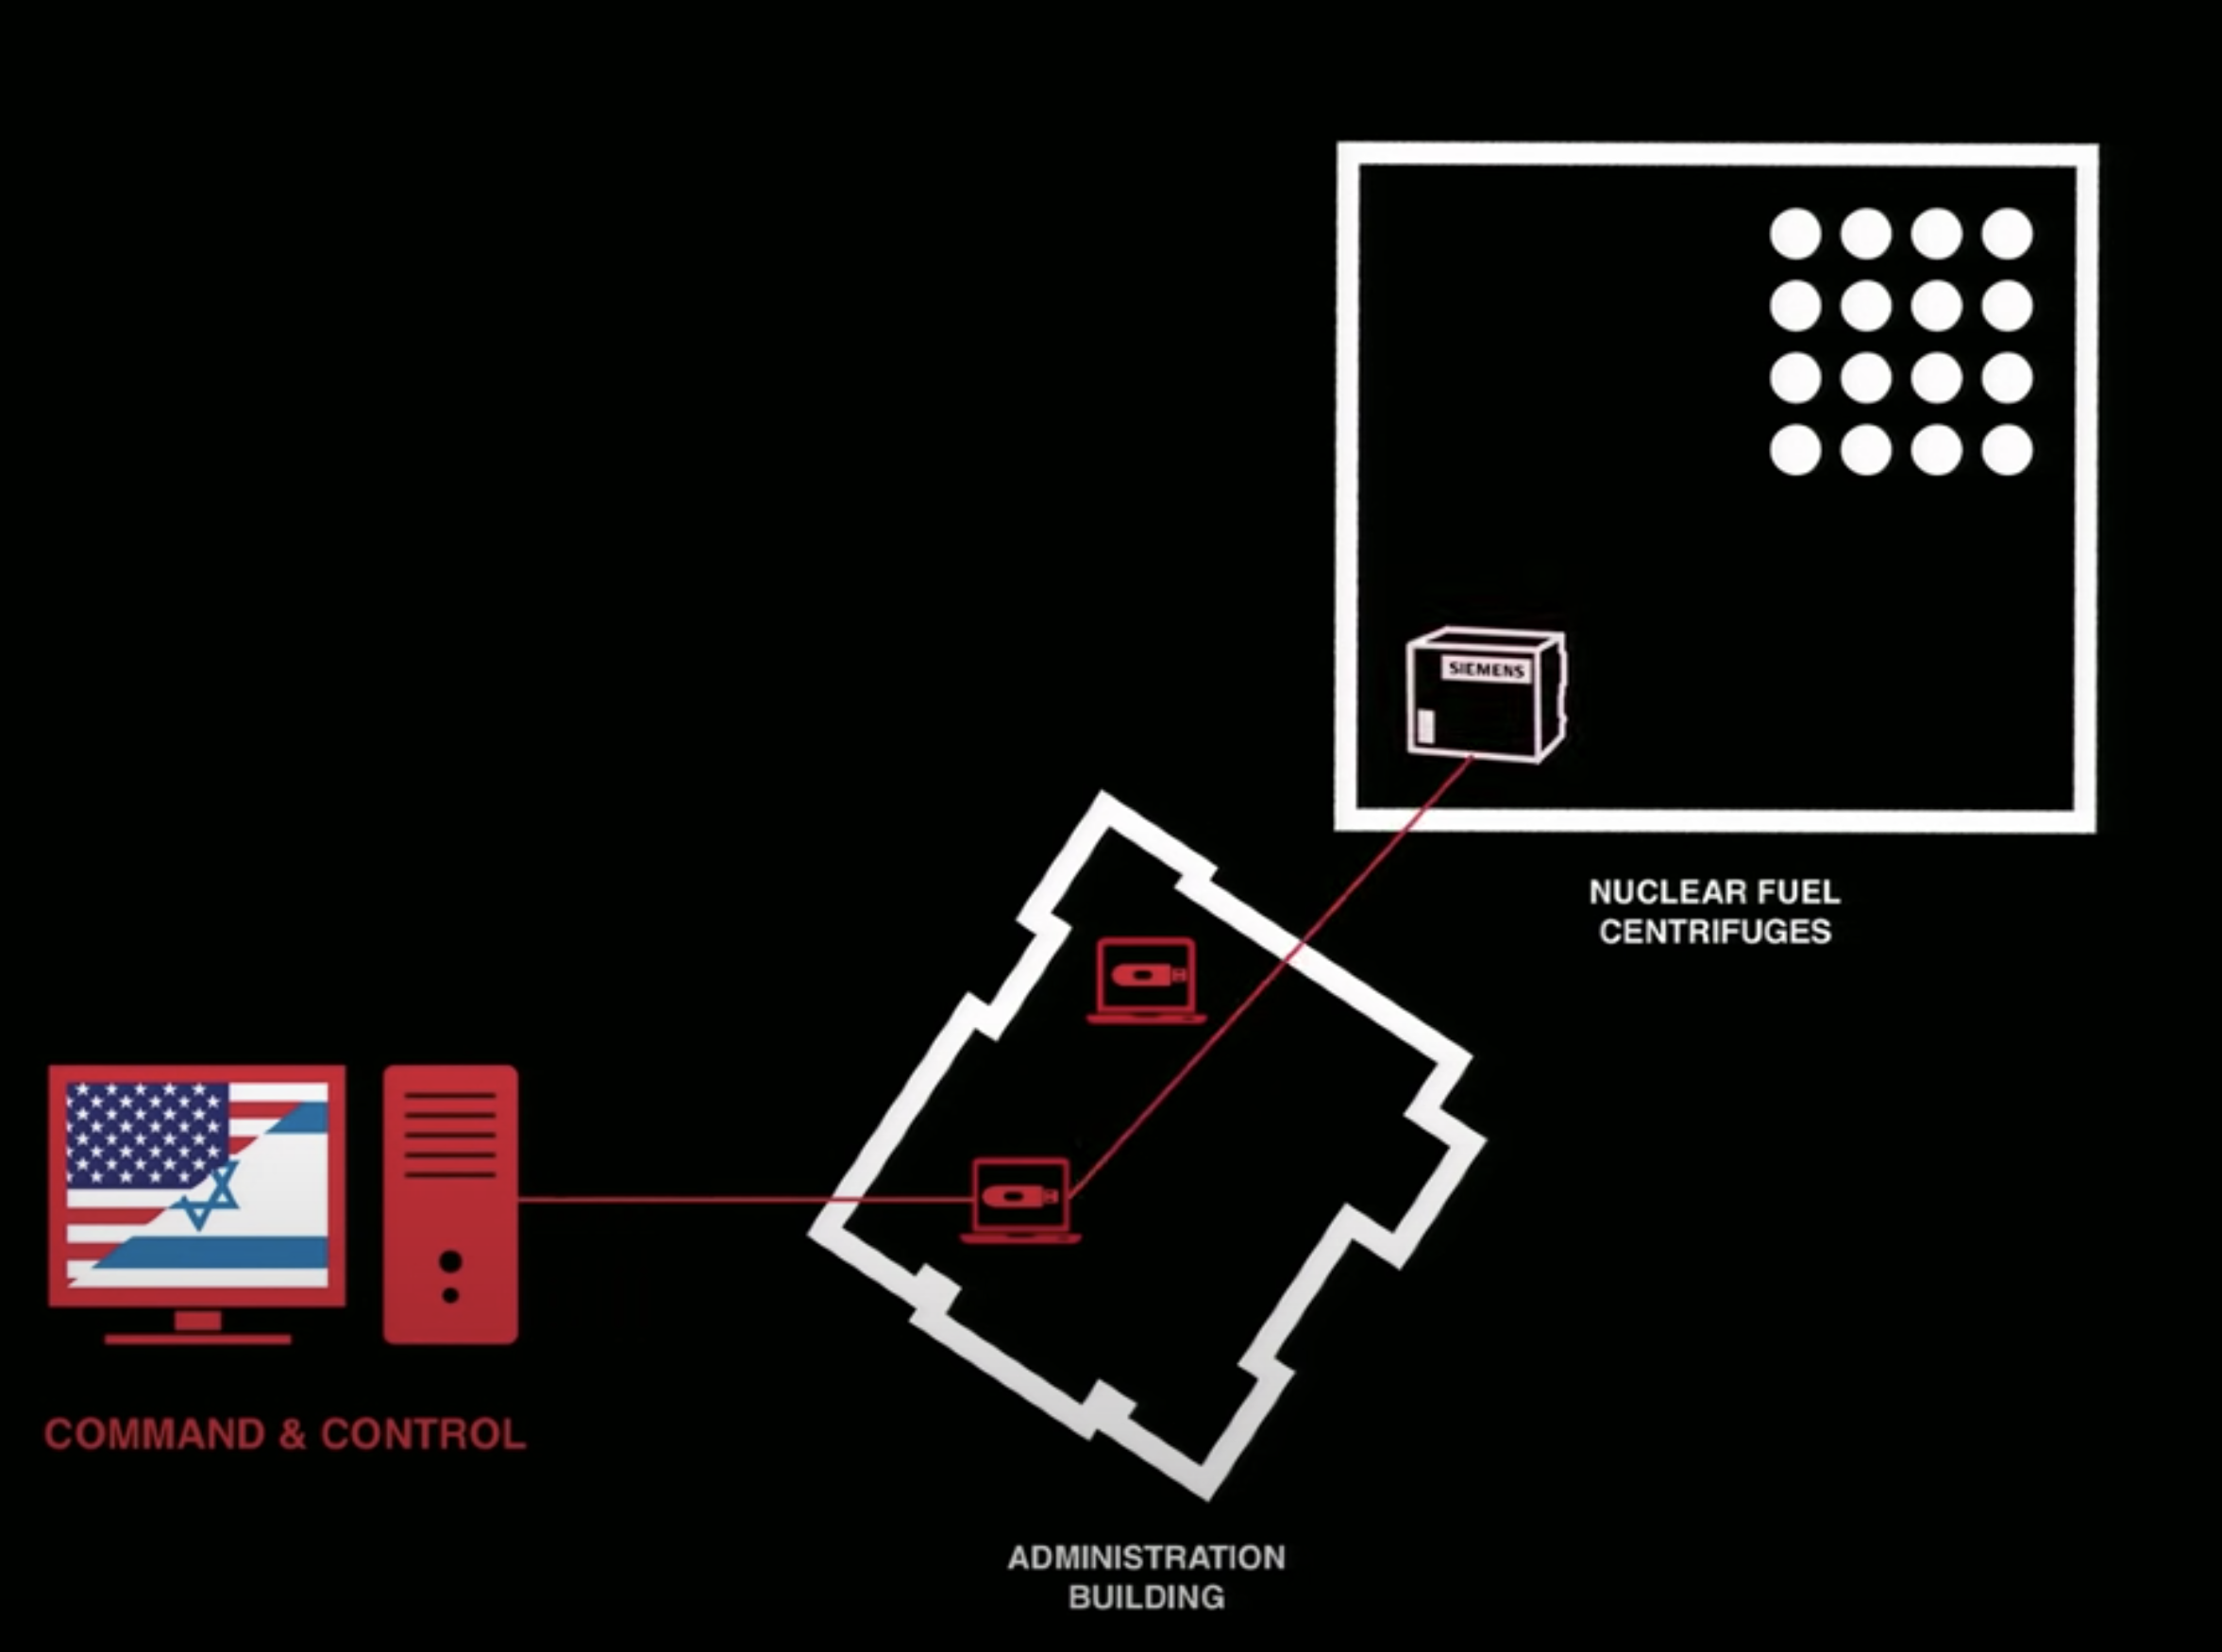 SIEMENS
NUCLEAR FUEL
CENTRIFUGES
COMMAND & CONTROL
ADMINISTRATION
BUILDING